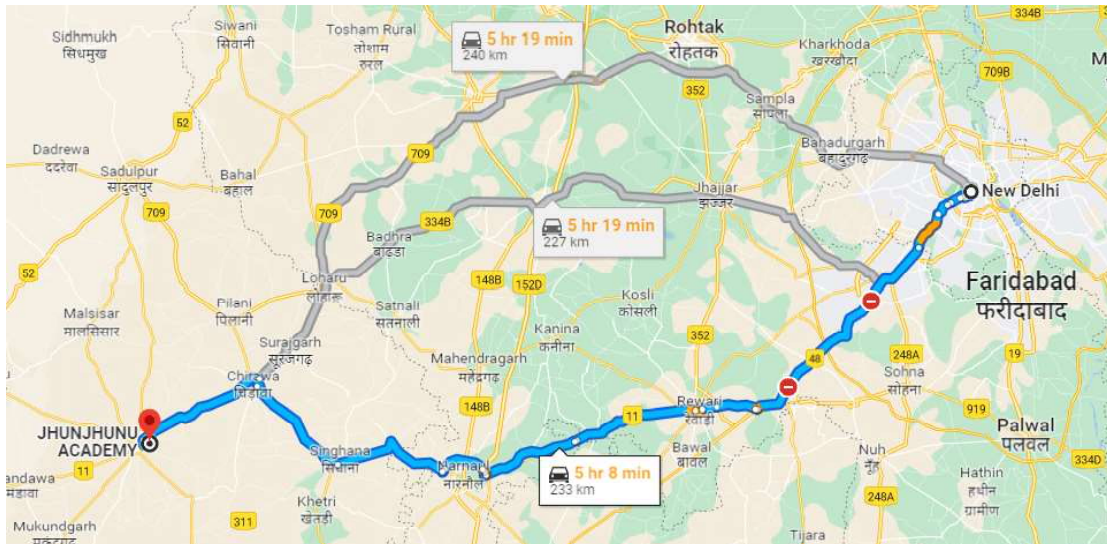 Sidhmukh
सिधमुख
Siwani
सिवानी
Tosham Rural
तोशाम
रुरल
5 hr 19 min
240 km
Rohtak
रोहतक
Kharkhoda
खरखौदा
334B
709B
M
352
Sampla
सांपला
Bahadurgarh
बहादुरगढ़
52
Dadrewa
ददरेवा
Sadulpur
सादुलपुर
Bahal
बहाल
709
709
709
334B
Jhajjar
झज्जर
New Delhi
5 hr 19 min
227 km
Badhra
बाढडा
52
Loharu
लोहारू
148B
152D
Faridabad
फरीदाबाद
Malsisar
मालसिसार
Pilani
पिलानी
Satnali
सतनाली
Kosli
कोसली
Kanina
कनीना
352
Surajgarh
सूरजगढ़
Mahendragarh
महेंद्रगढ़
48
248A
Sohna
सोहना
19
Chirawa
चिड़ावा
148B
11
Rewari
रेवाड़ी
919
JHUNJHUNU
ACADEMY
Bawal
बावल
Palwal
पलवल
11
Singhana
सिंघाना
Narnaul
नारनौल
5 hr 8 min
233 km
Nuh
नूँह
334D
andawa
मंडावा
Khetri
खेतड़ी
248A
Hathin
हथीन
ग्रामीण
311
Mukundgarh
Tijara